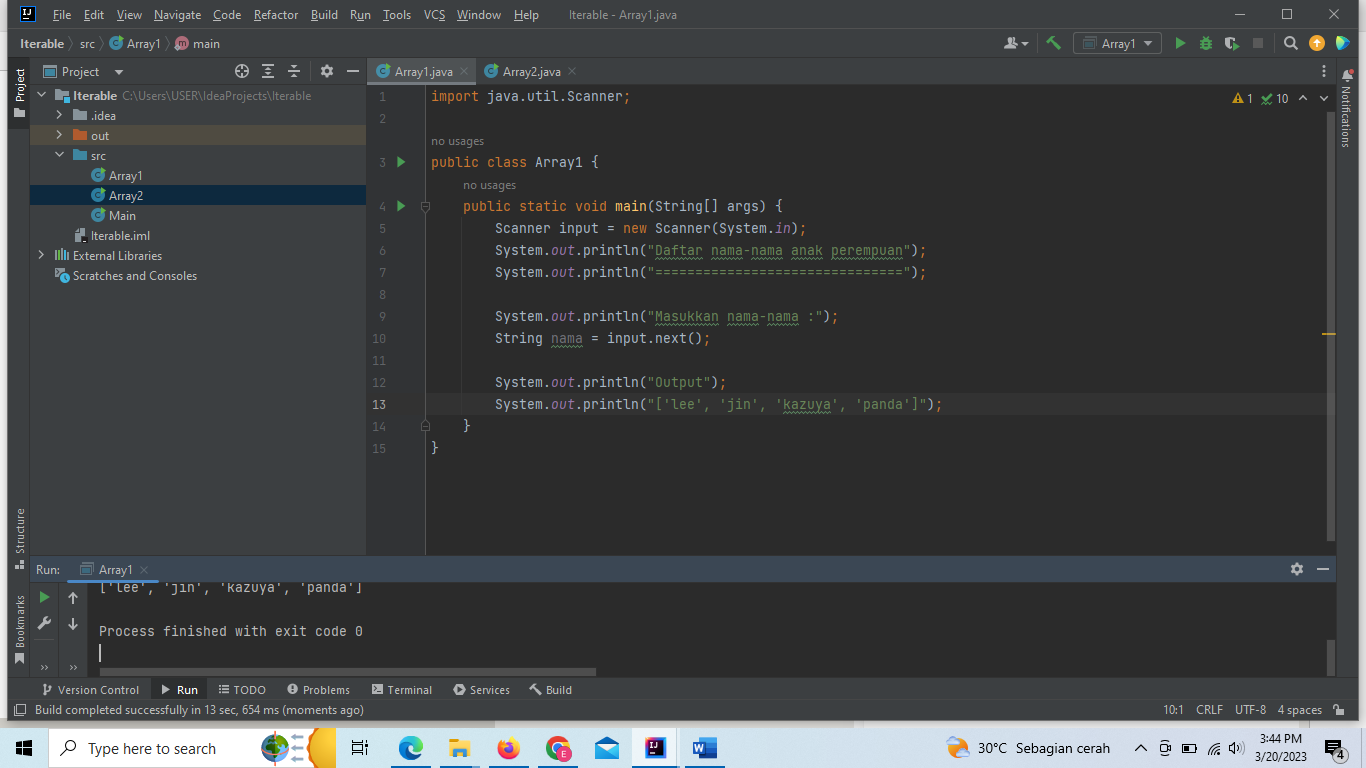 File Edit View Navigate Code Refactor Build Run Tools VCS Window Help Iterable - Array1.java
Iterable src Array1 main Array1
Project Array1.java Array2.java
Project
Iterable C:\Users\USER\IdeaProjects\Iterable
.idea
out
src
Array1
Array2
Main
Iterable.iml
External Libraries
Scratches and Consoles
1 import java.util.Scanner;
2
no usages
3 public class Array1 {
no usages
4 public static void main(String[] args) {
5 Scanner input = new Scanner(System.in);
6 System.out.println("Daftar nama-nama anak perempuan");
7 System.out.println("===============================");
8
9 System.out.println("Masukkan nama-nama :");
10 String nama = input.next();
11
12 System.out.println("Output");
13 System.out.println("['lee', 'jin', 'kazuya', 'panda']");
14 }
15 }
1 10
Notifications
Structure
Bookmarks
Run: Array1
['lee', 'jin', 'kazuya', 'panda']
Process finished with exit code 0
Version Control Run TODO Problems Terminal Services Build
Build completed successfully in 13 sec, 654 ms (moments ago) 10:1 CRLF UTF-8 4 spaces
Type here to search 30°C Sebagian cerah 3:44 PM
3/20/2023
4